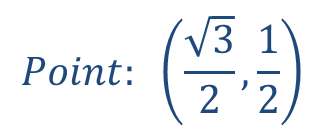 Point: (√3/2, 1/2)